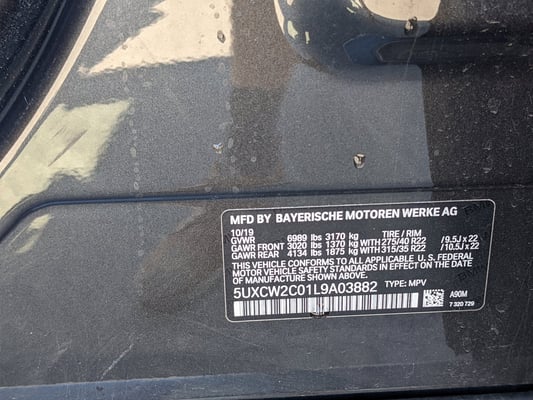 MFD BY BAYERISCHE MOTOREN WERKE AG
10/19
GVWR 6989 lbs 3170 kg TIRE / RIM
GAWR FRONT 3020 lbs 1370 kg WITH 275/40 R22 / 9.5J x 22
GAWR REAR 4134 lbs 1875 kg WITH 315/35 R22 / 10.5J x 22
THIS VEHICLE CONFORMS TO ALL APPLICABLE U. S. FEDERAL
MOTOR VEHICLE SAFETY STANDARDS IN EFFECT ON THE
DATE OF MANUFACTURE SHOWN ABOVE.
5UXCW2C01L9A03882 TYPE: MPV
A90M
7 320 729